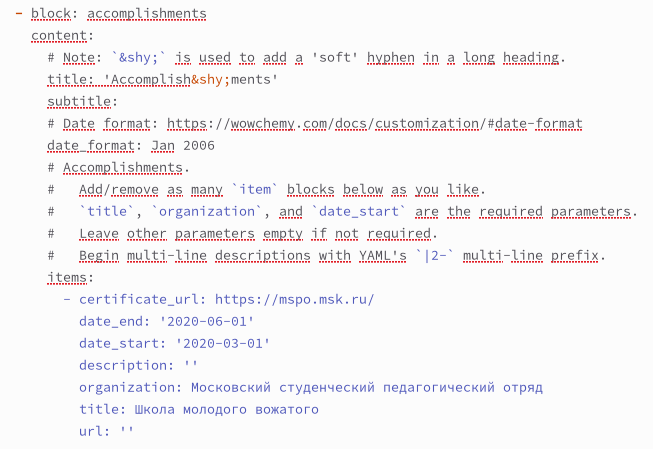 - block: accomplishments
content:
# Note: `&shy;` is used to add a 'soft' hyphen in a long heading.
title: 'Accomplish&shy;ments'
subtitle:
# Date format: https://wowchemy.com/docs/customization/#date-format
date_format: Jan 2006
# Accomplishments.
#   Add/remove as many `item` blocks below as you like.
#   `title`, `organization`, and `date_start` are the required parameters.
#   Leave other parameters empty if not required.
#   Begin multi-line descriptions with YAML's `|2-` multi-line prefix.
items:
- certificate_url: https://mspo.msk.ru/
date_end: '2020-06-01'
date_start: '2020-03-01'
description: ''
organization: Московский студенческий педагогический отряд
title: Школа молодого вожатого
url: ''